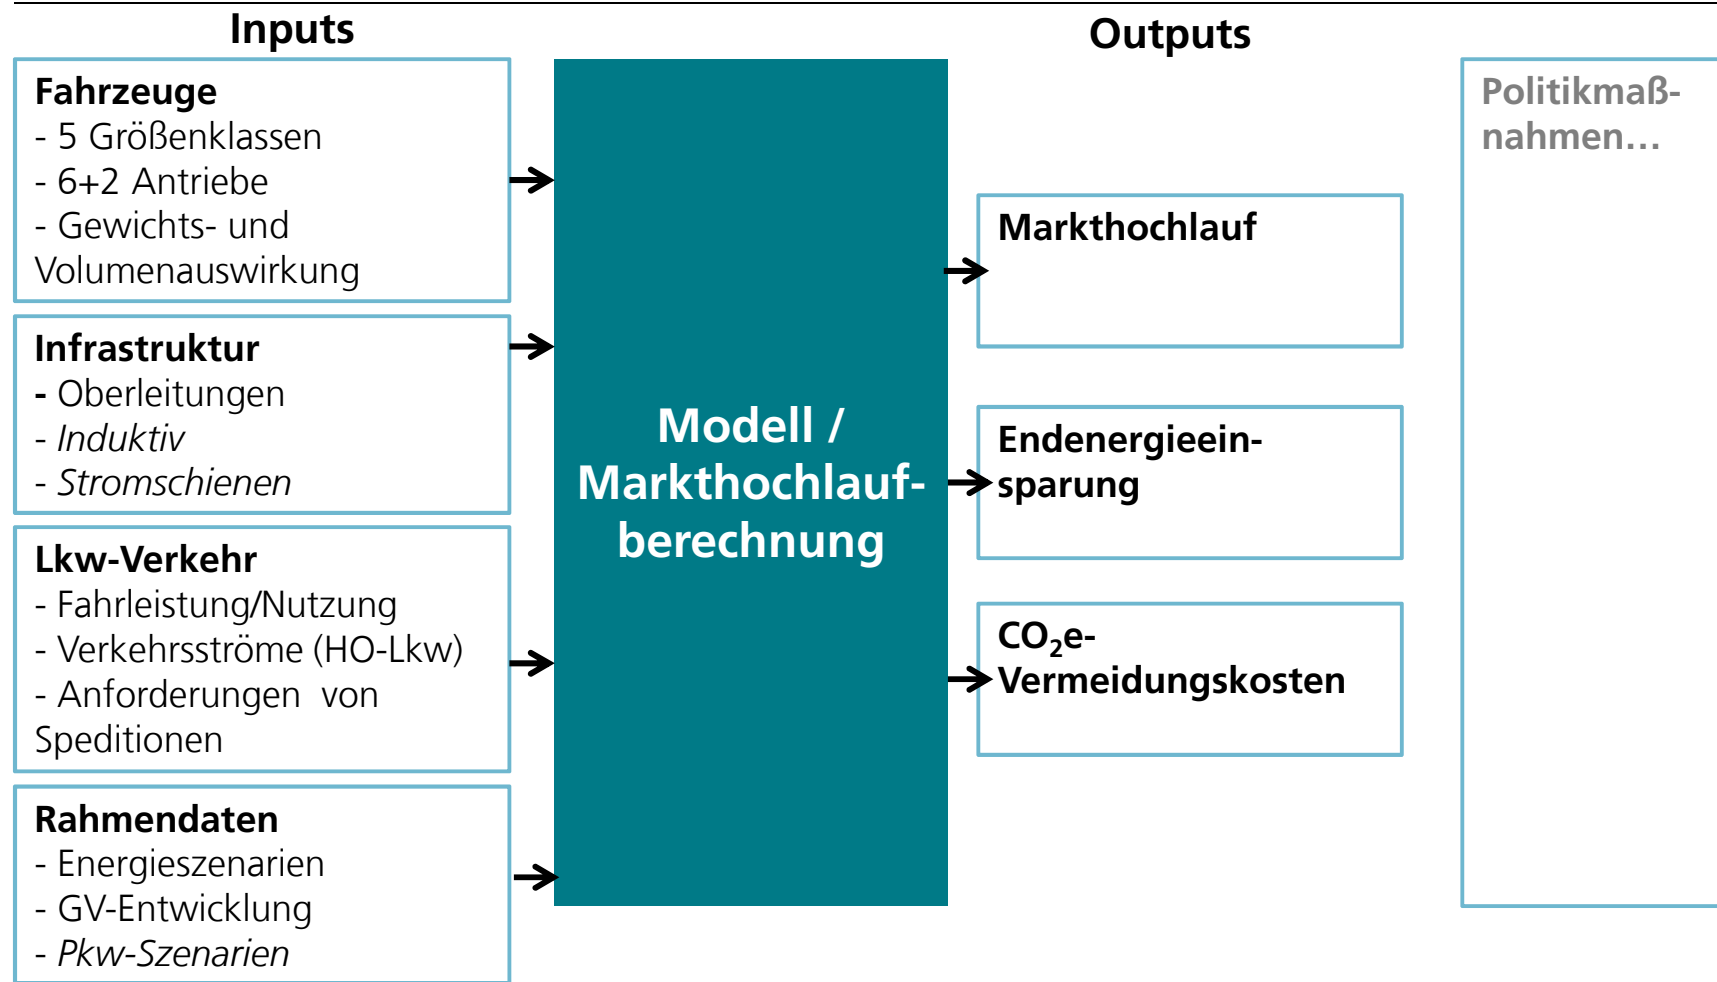 Inputs
Fahrzeuge
- 5 Größenklassen
- 6+2 Antriebe
- Gewichts- und
Volumenauswirkung
Infrastruktur
- Oberleitungen
- Induktiv
- Stromschienen
Lkw-Verkehr
- Fahrleistung/Nutzung
- Verkehrsströme (HO-Lkw)
- Anforderungen von
Speditionen
Rahmendaten
- Energieszenarien
- GV-Entwicklung
- Pkw-Szenarien
Modell /
Markthochlauf-
berechnung
Outputs
Markthochlauf
Endenergieein-
sparung
CO₂e-
Vermeidungskosten
Politikmaß-
nahmen...